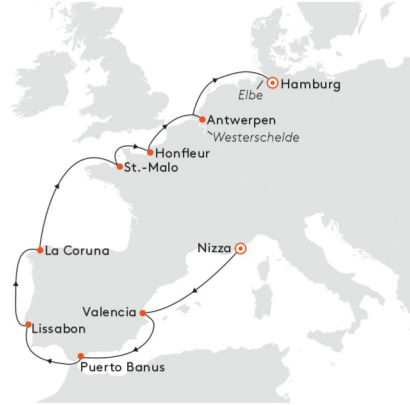 Hamburg
Elbe
Antwerpen
Westerschelde
Honfleur
St.-Malo
La Coruna
Nizza
Valencia
Lissabon
Puerto Banus